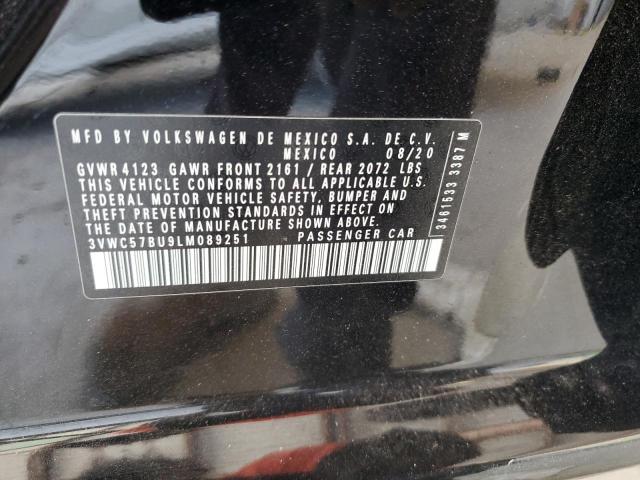 MFD BY VOLKSWAGEN DE MEXICO S.A. DE C.V.
MEXICO 08/20
GVWR 4123 GAWR FRONT 2161 / REAR 2072 LBS
THIS VEHICLE CONFORMS TO ALL APPLICABLE U.S.
FEDERAL MOTOR VEHICLE SAFETY, BUMPER AND
THEFT PREVENTION STANDARDS IN EFFECT ON
THE DATE OF MANUFACTURE SHOWN ABOVE.
3VWC57BU9LM089251 PASSENGER CAR
3461533 3387 M